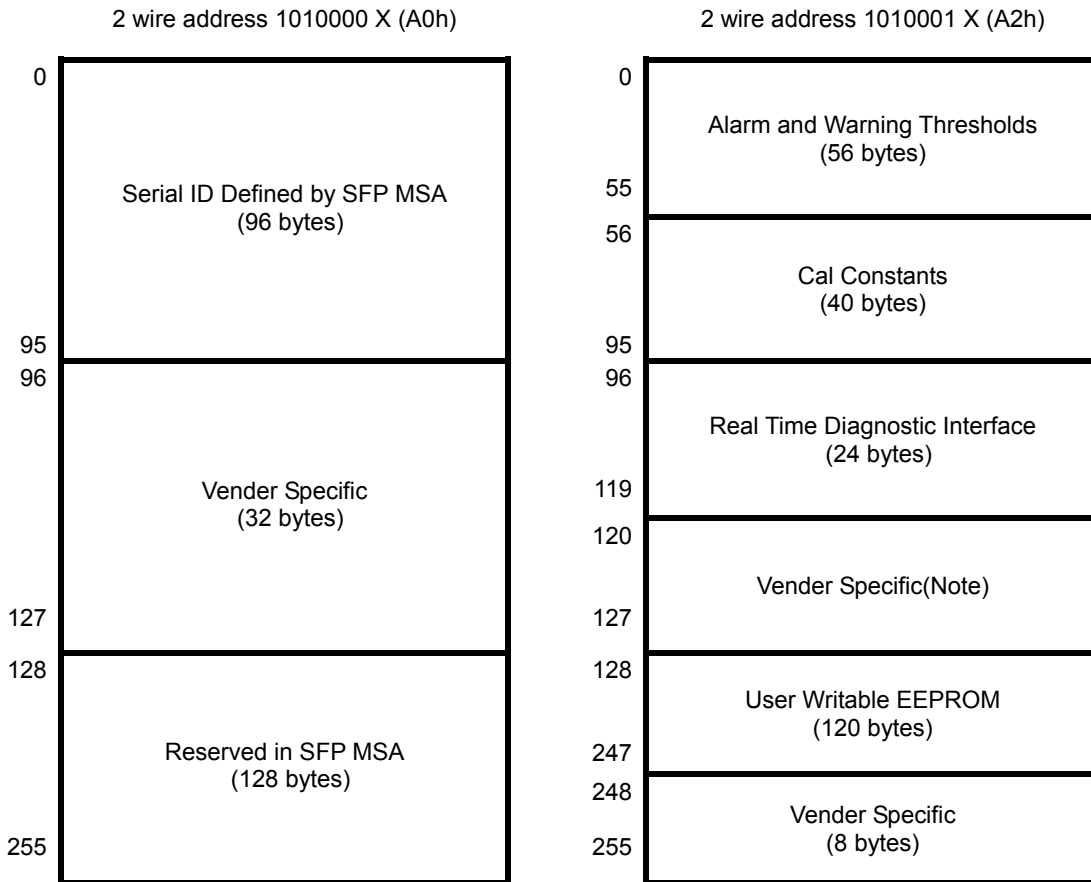 2 wire address 1010000 X (A0h)
0
Serial ID Defined by SFP MSA
(96 bytes)
95
96
Vender Specific
(32 bytes)
127
128
Reserved in SFP MSA
(128 bytes)
255
2 wire address 1010001 X (A2h)
0
Alarm and Warning Thresholds
(56 bytes)
55
56
Cal Constants
(40 bytes)
95
96
Real Time Diagnostic Interface
(24 bytes)
119
120
Vender Specific(Note)
127
128
User Writable EEPROM
(120 bytes)
247
248
Vender Specific
(8 bytes)
255